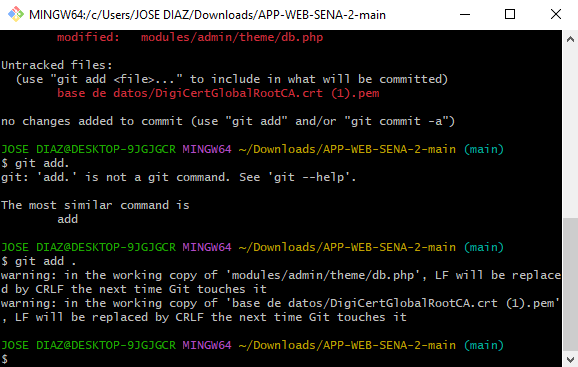 MINGW64:/c/Users/JOSE DIAZ/Downloads/APP-WEB-SENA-2-main
modified:   modules/admin/theme/db.php
Untracked files:
(use "git add <file>..." to include in what will be committed)
base de datos/DigiCertGlobalRootCA.crt (1).pem
no changes added to commit (use "git add" and/or "git commit -a")
JOSE DIAZ@DESKTOP-9JGJGCR MINGW64 ~/Downloads/APP-WEB-SENA-2-main (main)
$ git add.
git: 'add.' is not a git command. See 'git --help'.
The most similar command is
add
JOSE DIAZ@DESKTOP-9JGJGCR MINGW64 ~/Downloads/APP-WEB-SENA-2-main (main)
$ git add .
warning: in the working copy of 'modules/admin/theme/db.php', LF will be replace
d by CRLF the next time Git touches it
warning: in the working copy of 'base de datos/DigiCertGlobalRootCA.crt (1).pem'
, LF will be replaced by CRLF the next time Git touches it
JOSE DIAZ@DESKTOP-9JGJGCR MINGW64 ~/Downloads/APP-WEB-SENA-2-main (main)
$